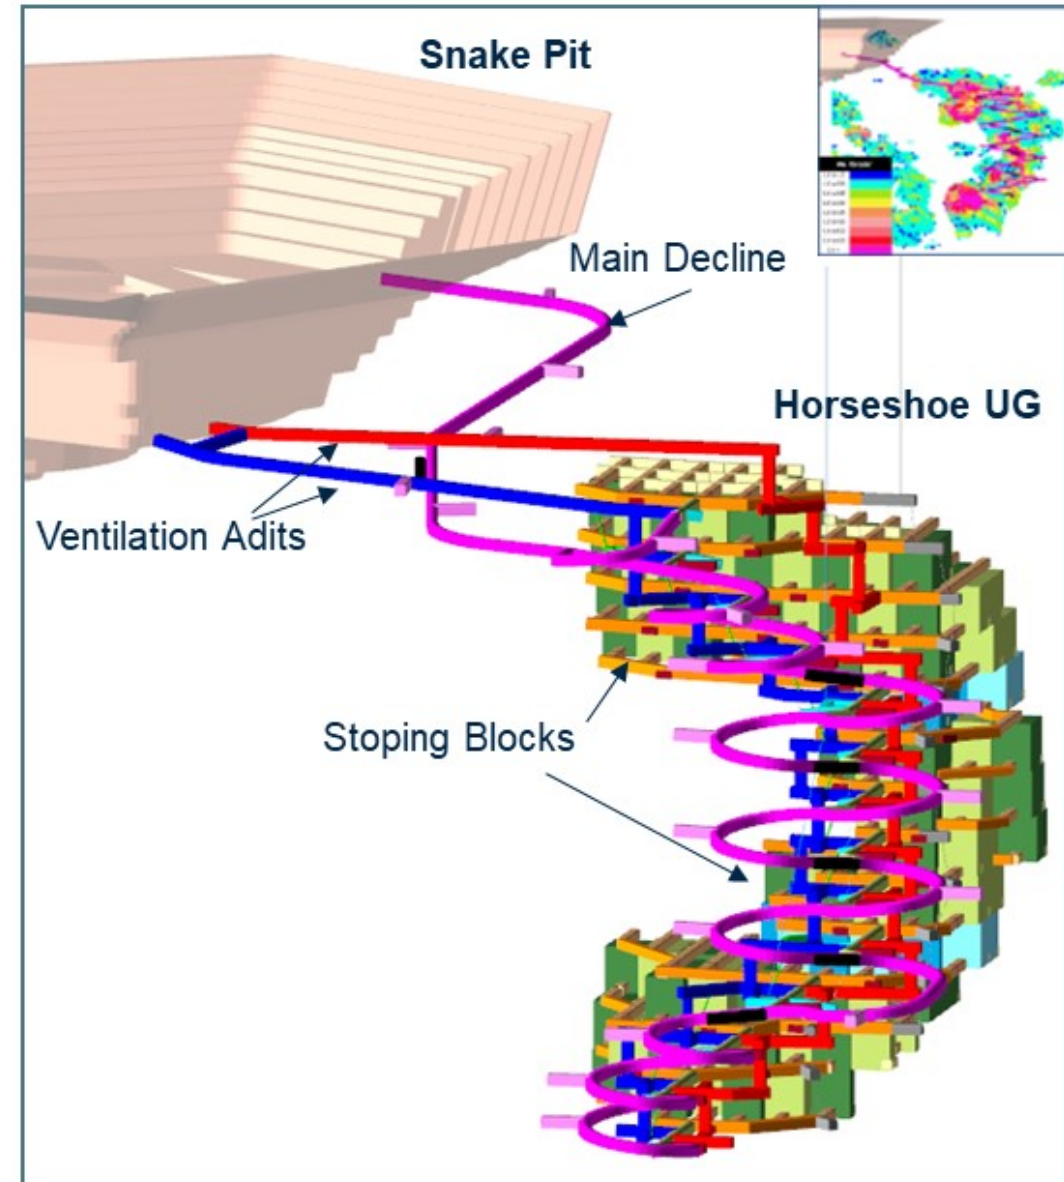 Snake Pit
Main Decline
Horseshoe UG
Ventilation Adits
Stoping Blocks